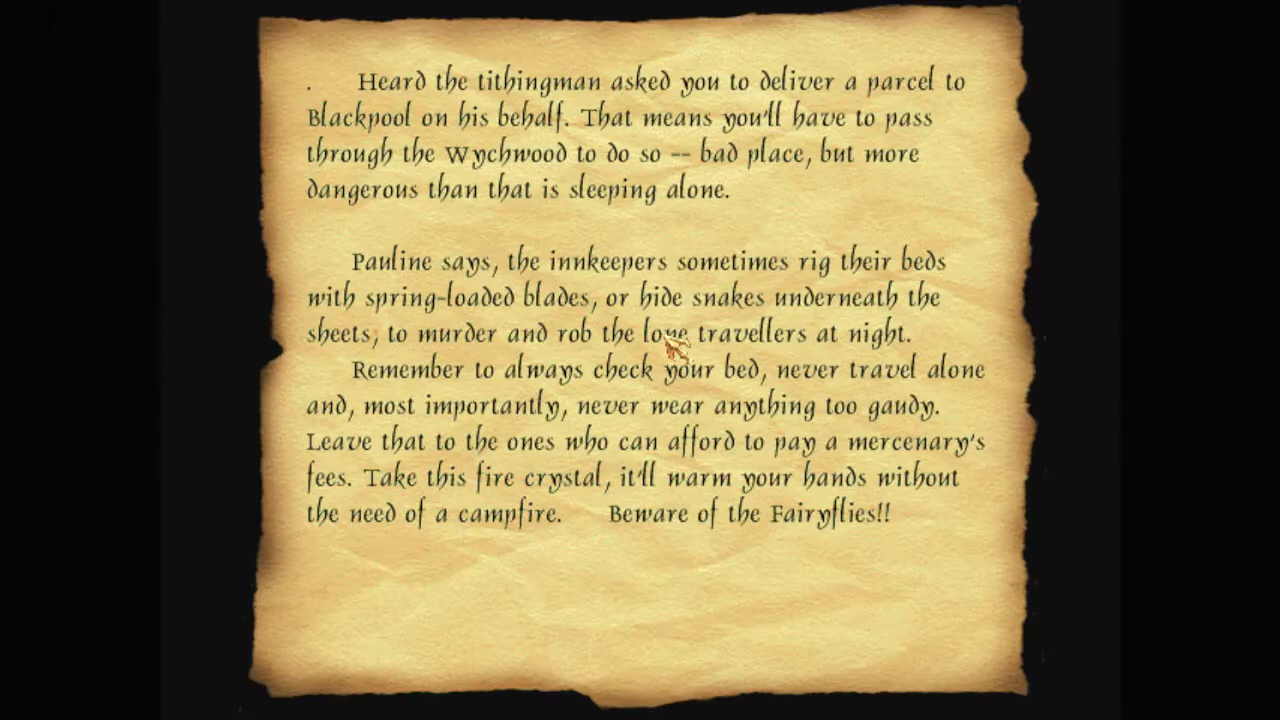 . Heard the tithingman asked you to deliver a parcel to
Blackpool on his behalf. That means you'll have to pass
through the Wychwood to do so -- bad place, but more
dangerous than that is sleeping alone.
Pauline says, the innkeepers sometimes rig their beds
with spring-loaded blades, or hide snakes underneath the
sheets; to murder and rob the lone travellers at night.
Remember to always check your bed, never travel alone
and, most importantly, never wear anything too gaudy.
Leave that to the ones who can afford to pay a mercenary's
fees. Take this fire crystal, it'll warm your hands without
the need of a campfire. Beware of the Fairyflies!!